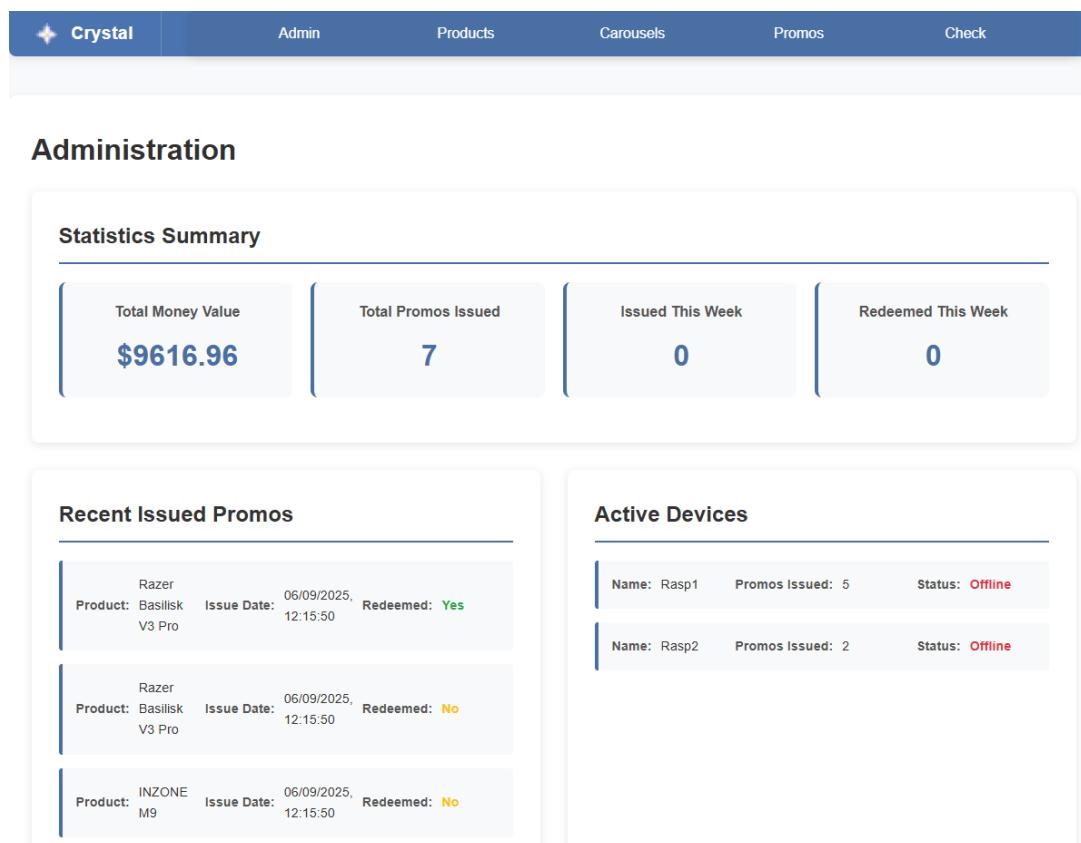 Crystal Admin Products Carousels Promos Check
Administration
Statistics Summary
Total Money Value
$9616.96
Total Promos Issued
7
Issued This Week
0
Redeemed This Week
0
Recent Issued Promos
Product: Razer
Basilisk
V3 Pro
Issue Date: 06/09/2025,
12:15:50
Redeemed: Yes
Product: Razer
Basilisk
V3 Pro
Issue Date: 06/09/2025,
12:15:50
Redeemed: No
Product: INZONE
M9
Issue Date: 06/09/2025,
12:15:50
Redeemed: No
Active Devices
Name: Rasp1 Promos Issued: 5 Status: Offline
Name: Rasp2 Promos Issued: 2 Status: Offline